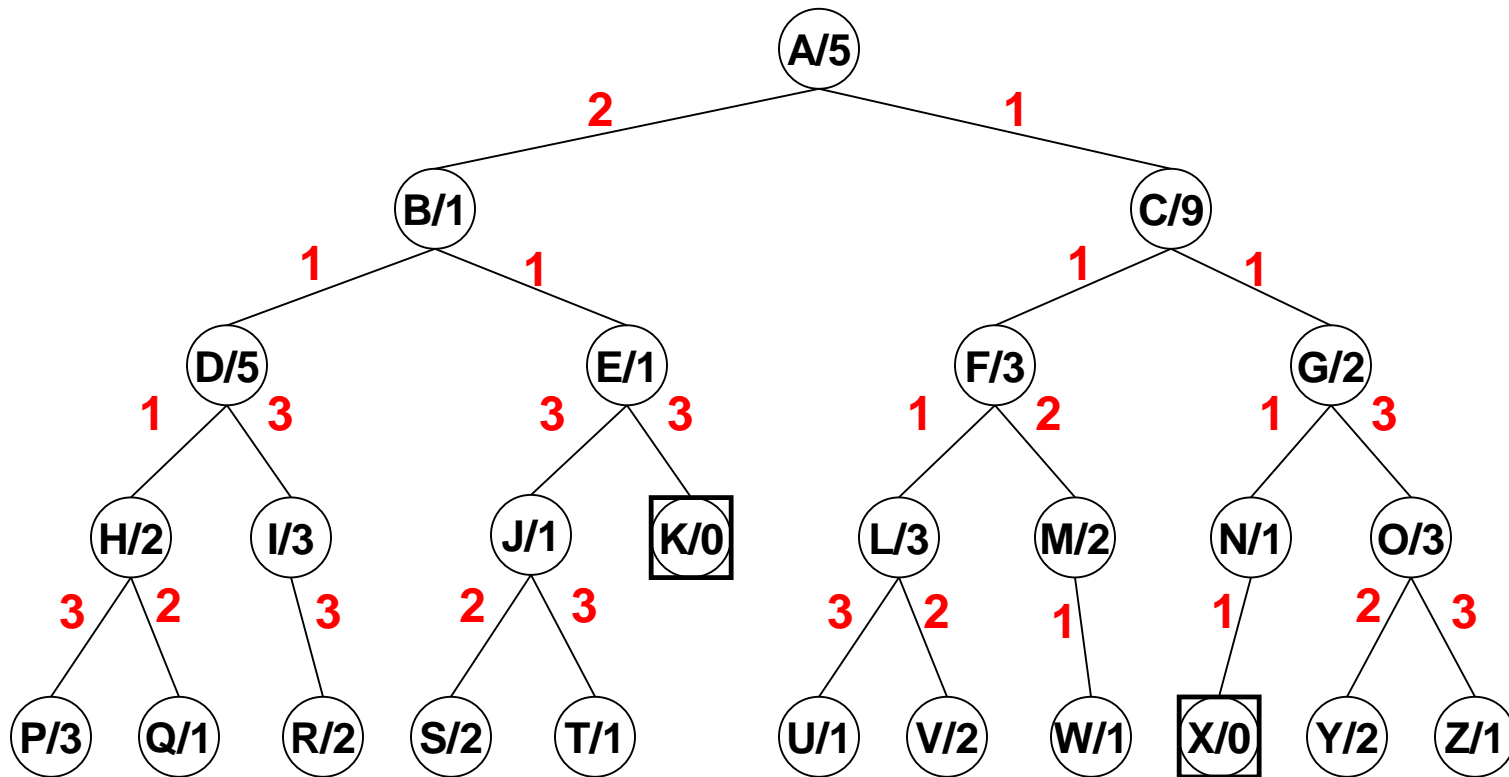 A/5
2 1
B/1 C/9
1 1 1 1
D/5 E/1 F/3 G/2
1 3 3 3 1 2 1 3
H/2 I/3 J/1 K/0 L/3 M/2 N/1 O/3
3 2 3 2 3 3 2 1 1 2 3
P/3 Q/1 R/2 S/2 T/1 U/1 V/2 W/1 X/0 Y/2 Z/1